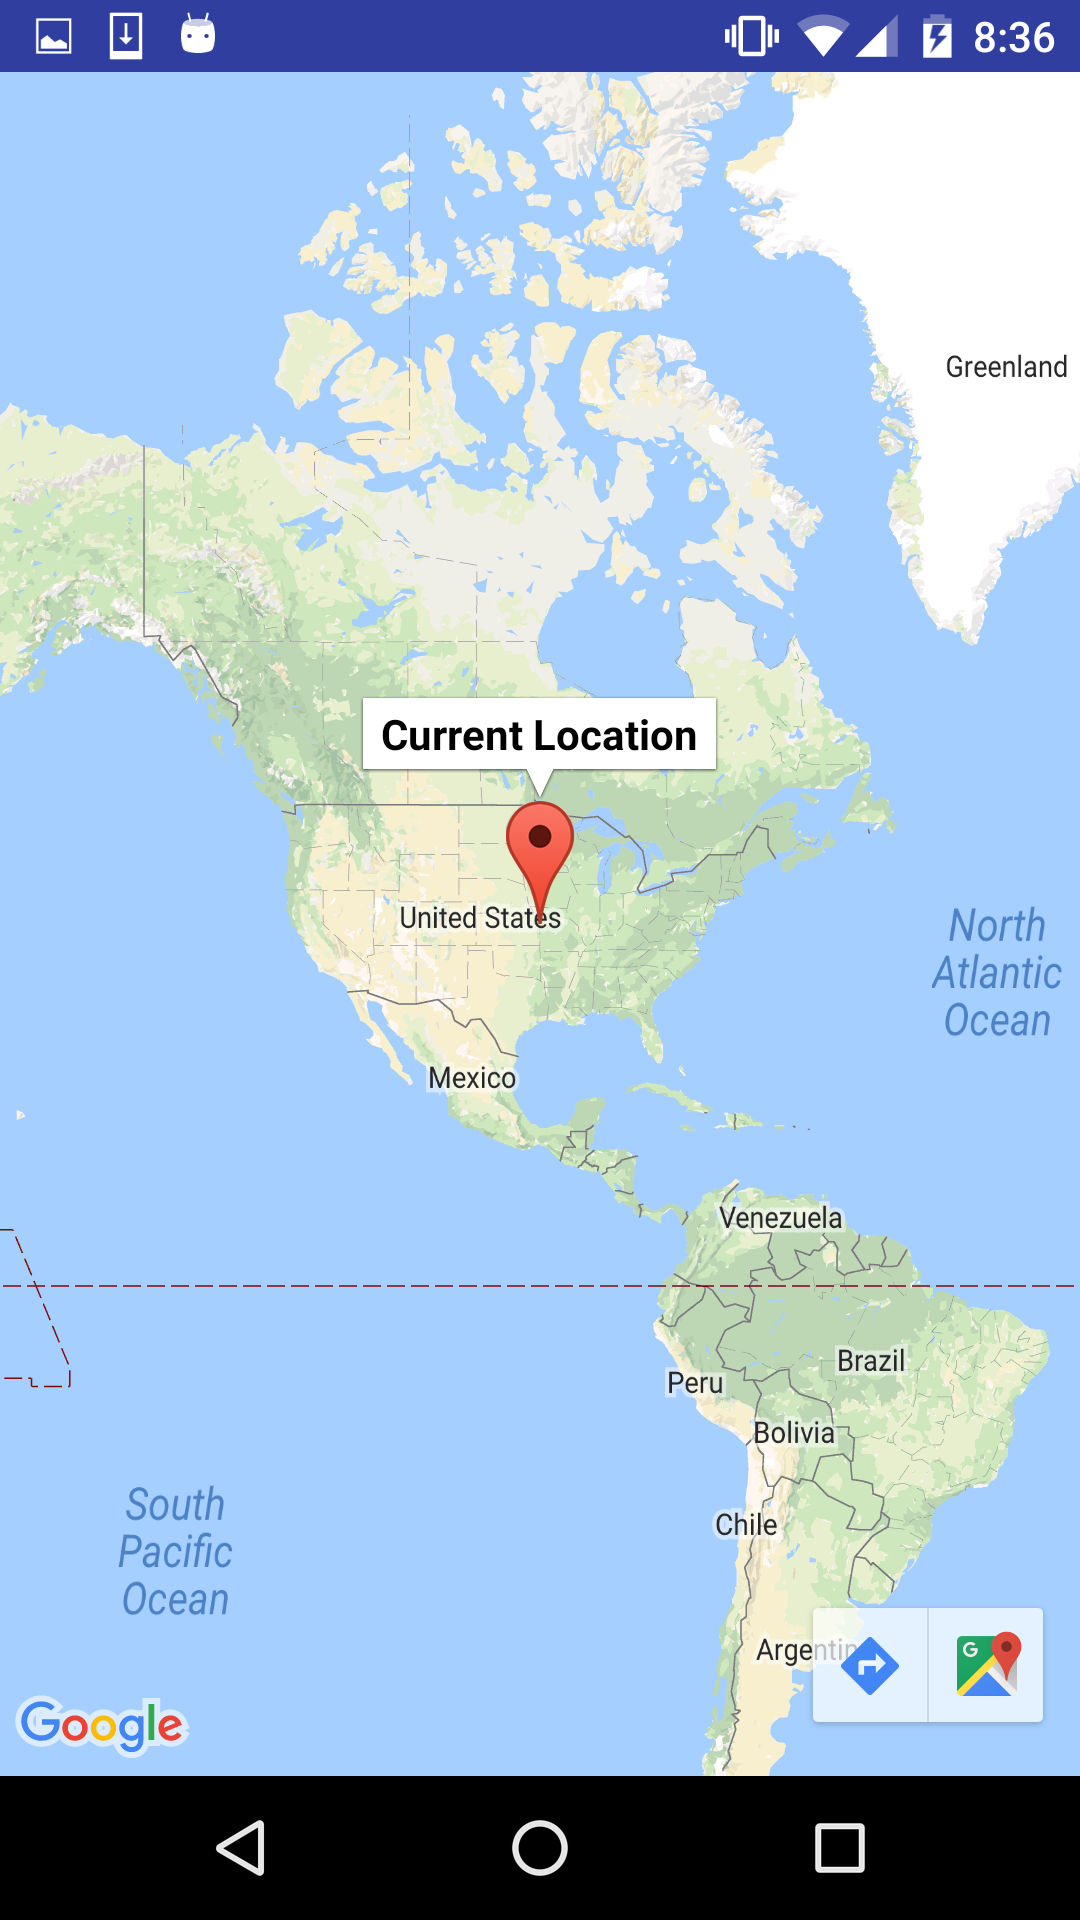 8:36
Greenland
Current Location
United States
North
Atlantic
Ocean
Mexico
Venezuela
Brazil
Peru
Bolivia
South
Pacific
Ocean
Chile
Argentin
G
Google